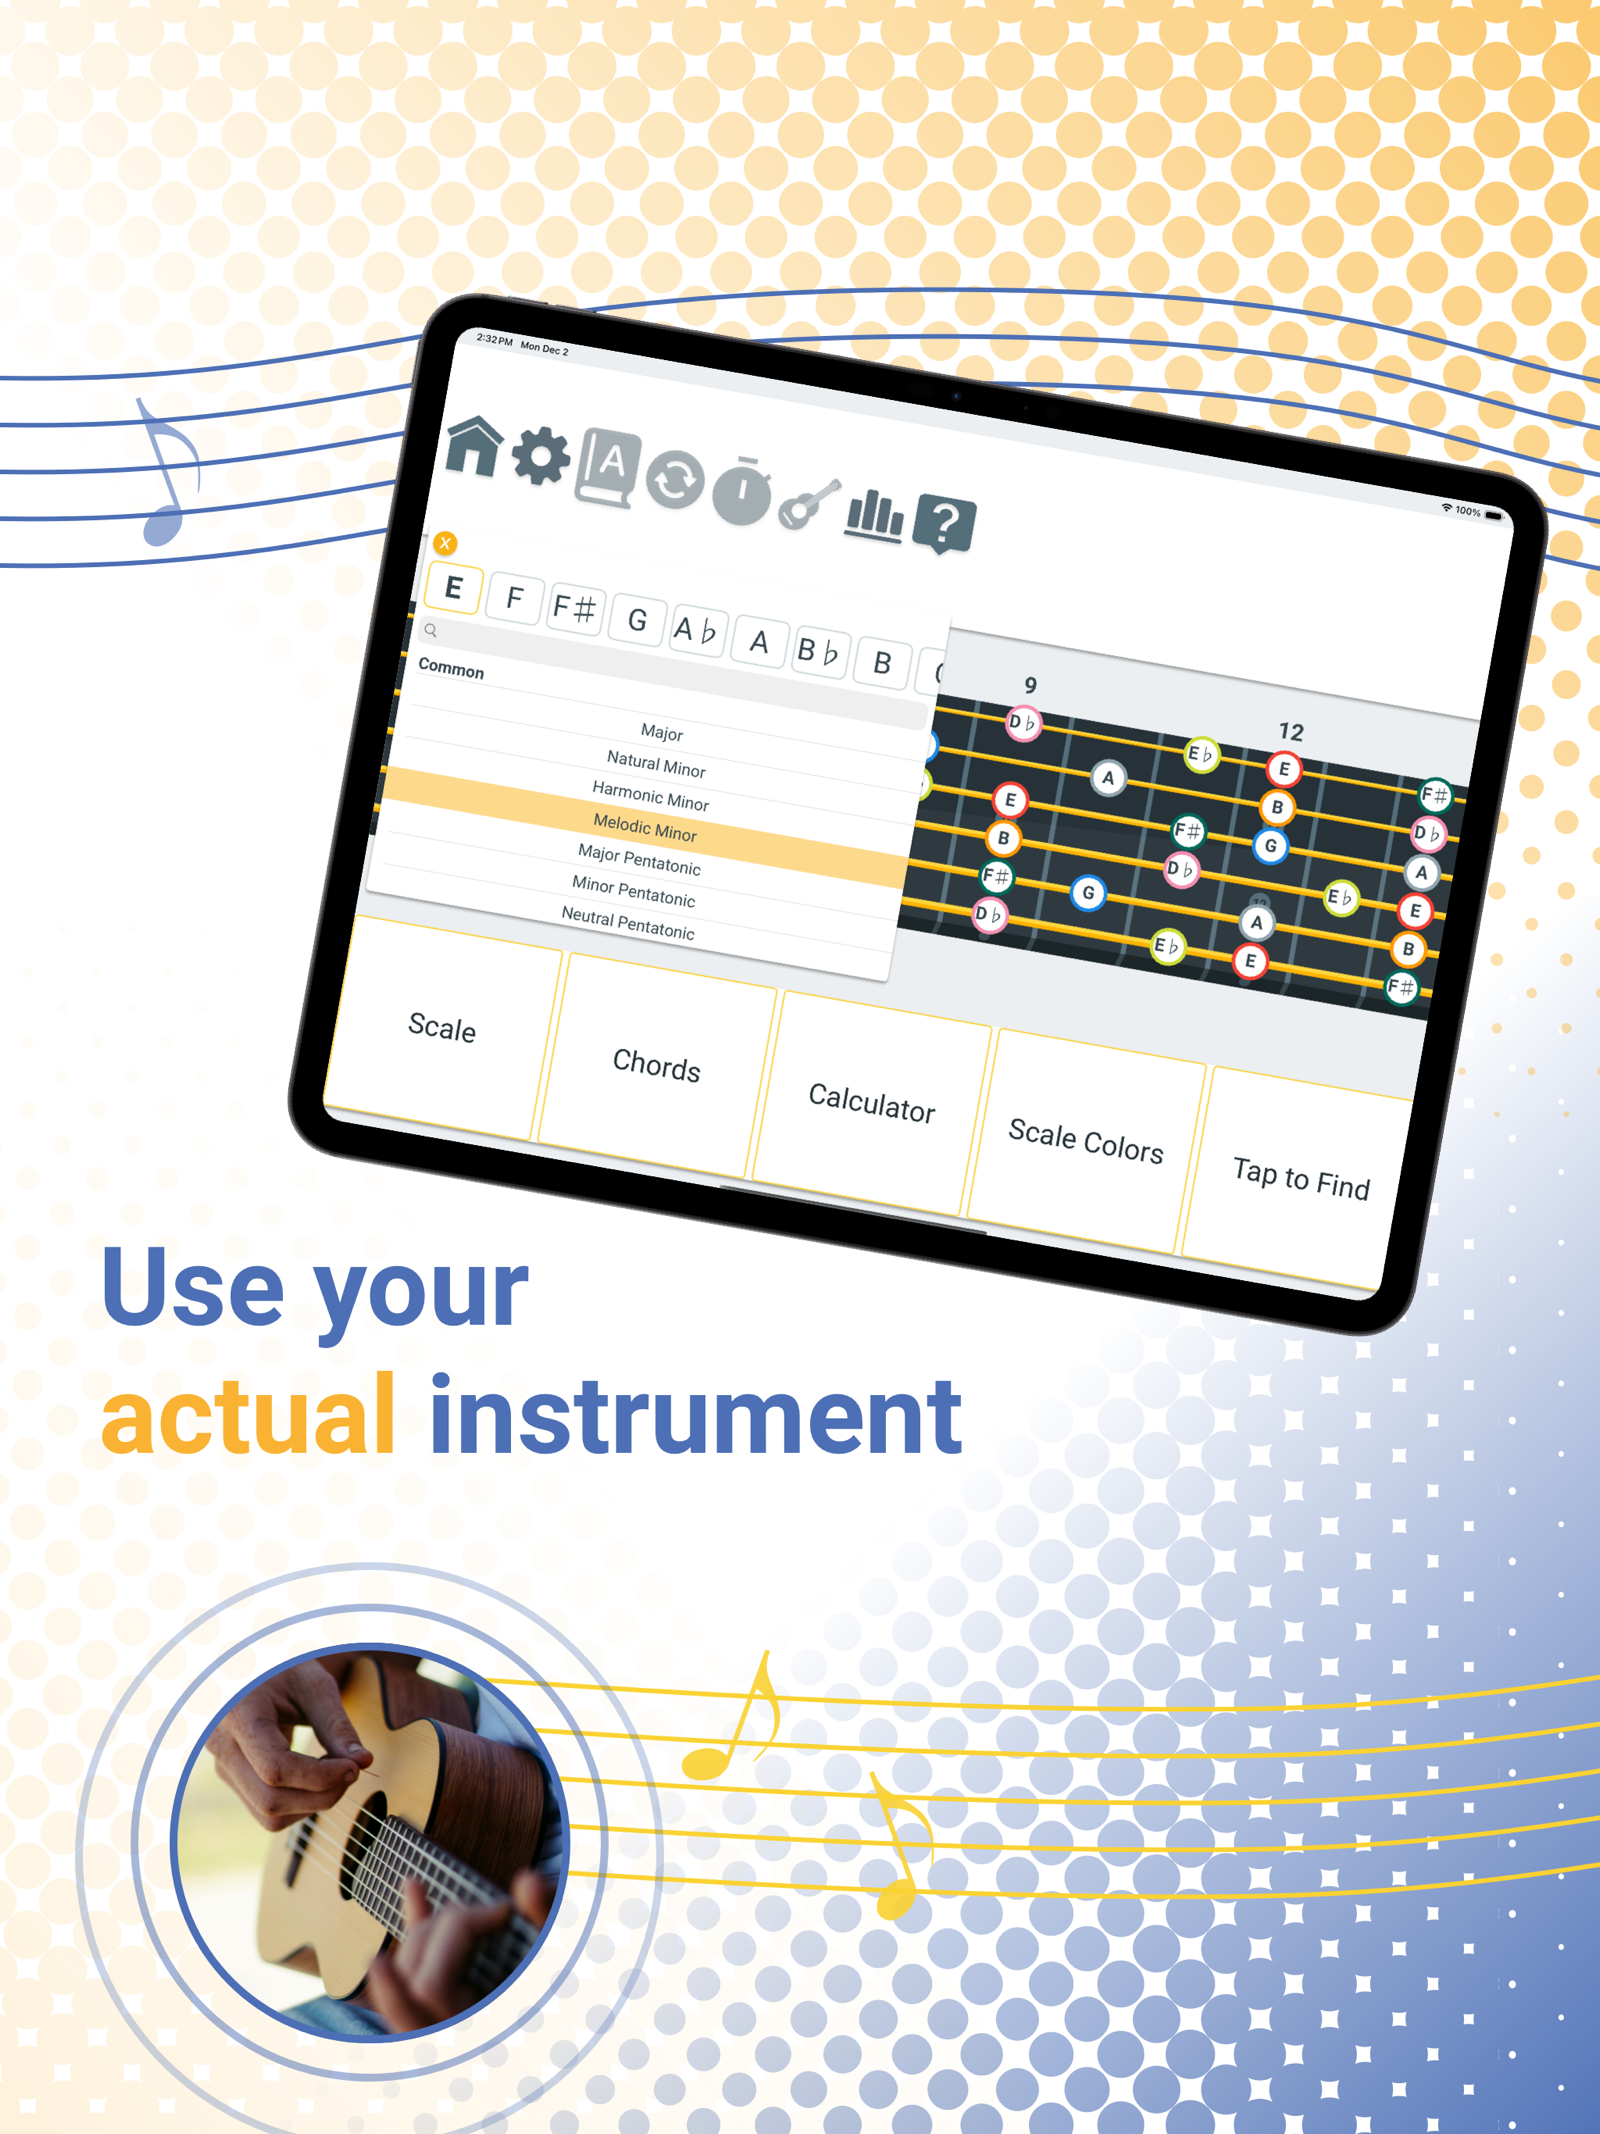 2:32 PM Mon Dec 2
100%
A
?
X
E F F♯ G A♭ A B♭ B
Common
Major
Natural Minor
Harmonic Minor
Melodic Minor
Major Pentatonic
Minor Pentatonic
Neutral Pentatonic
9
12
D♭ E♭ E F♯
A B D♭
E F♯ G A
B D♭ E♭ E
F♯ G A B
D♭ E♭ E F♯
Scale
Chords
Calculator
Scale Colors
Tap to Find
Use your
actual instrument